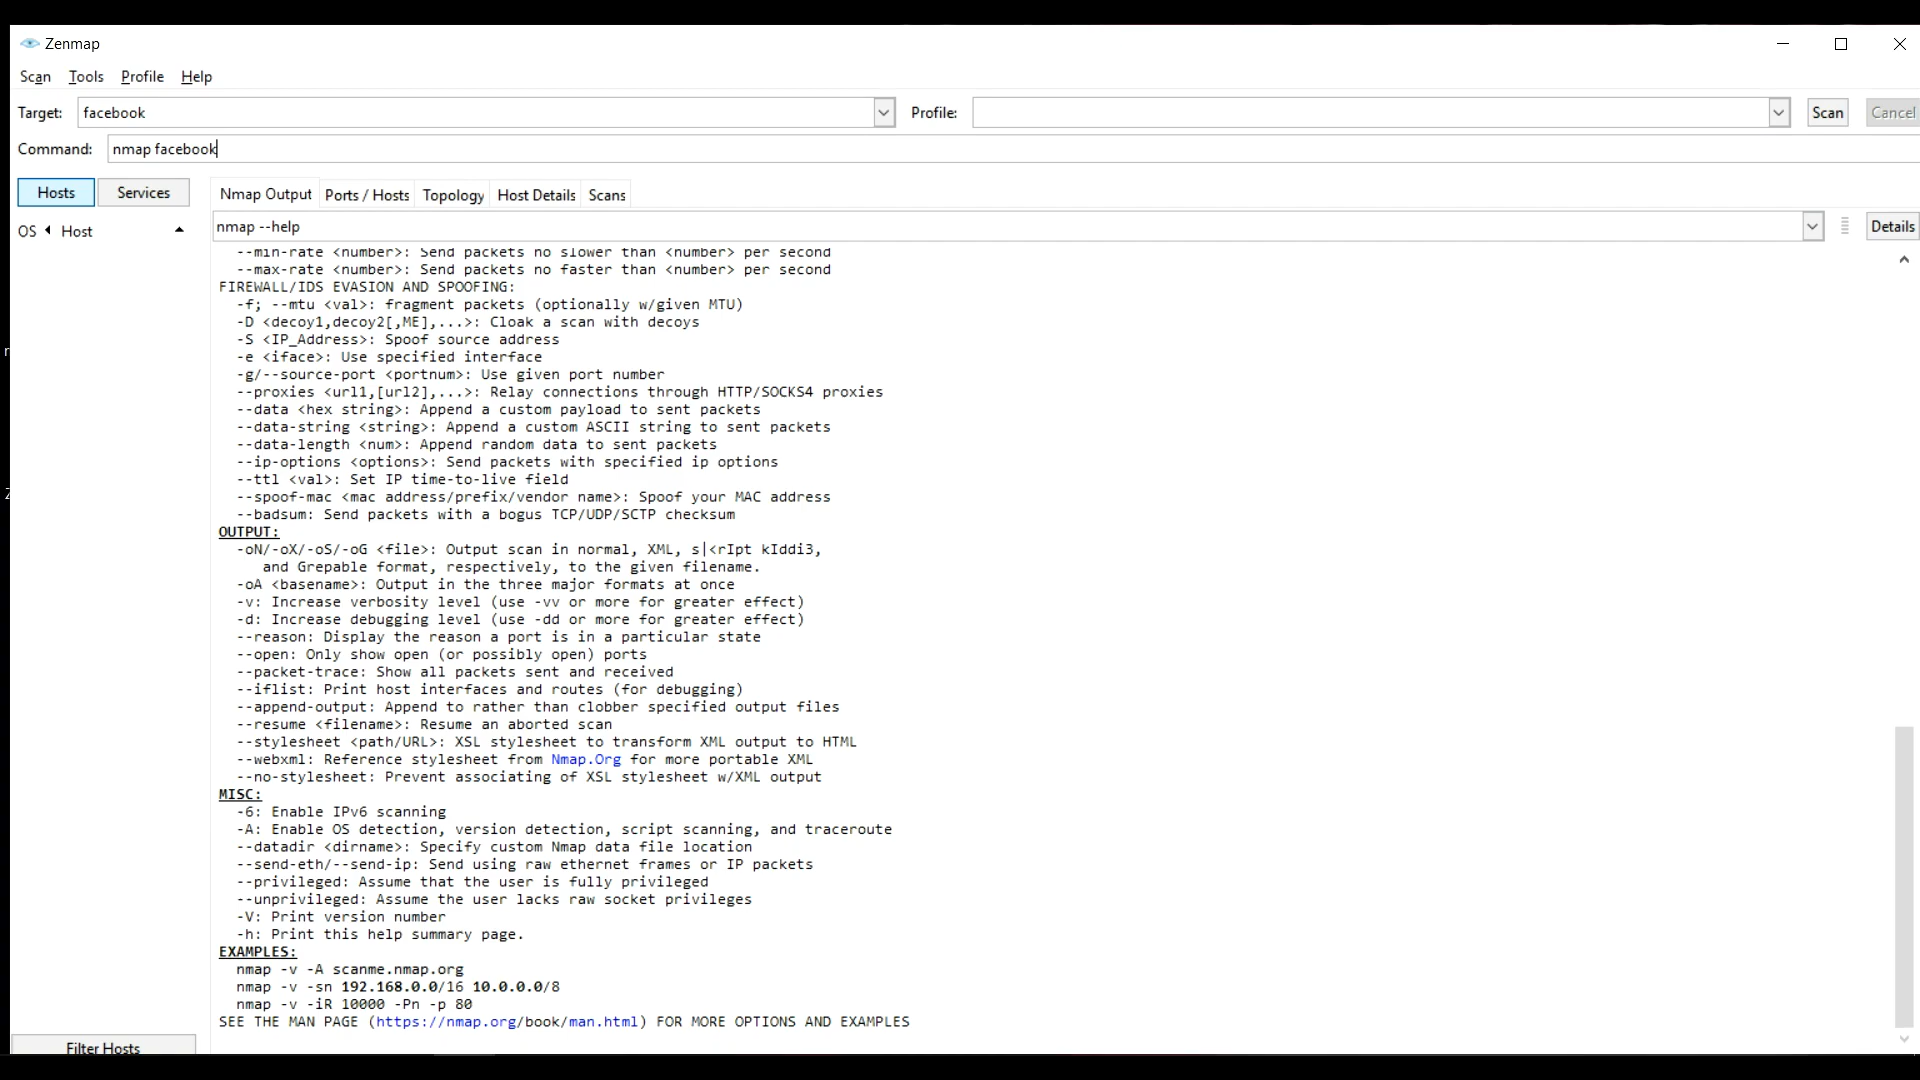 Zenmap
Scan Tools Profile Help
Target: facebook Profile: Scan Cancel
Command: nmap facebook
Hosts Services Nmap Output Ports / Hosts Topology Host Details Scans
OS Host nmap --help Details
--min-rate <number>: Send packets no slower than <number> per second
--max-rate <number>: Send packets no faster than <number> per second
FIREWALL/IDS EVASION AND SPOOFING:
-f; --mtu <val>: fragment packets (optionally w/given MTU)
-D <decoy1,decoy2[,ME],...>: Cloak a scan with decoys
-S <IP_Address>: Spoof source address
-e <iface>: Use specified interface
-g/--source-port <portnum>: Use given port number
--proxies <url1,[url2],...>: Relay connections through HTTP/SOCKS4 proxies
--data <hex string>: Append a custom payload to sent packets
--data-string <string>: Append a custom ASCII string to sent packets
--data-length <num>: Append random data to sent packets
--ip-options <options>: Send packets with specified ip options
--ttl <val>: Set IP time-to-live field
--spoof-mac <mac address/prefix/vendor name>: Spoof your MAC address
--badsum: Send packets with a bogus TCP/UDP/SCTP checksum
OUTPUT:
-oN/-oX/-oS/-oG <file>: Output scan in normal, XML, s|<rIpt kIddi3,
and Grepable format, respectively, to the given filename.
-oA <basename>: Output in the three major formats at once
-v: Increase verbosity level (use -vv or more for greater effect)
-d: Increase debugging level (use -dd or more for greater effect)
--reason: Display the reason a port is in a particular state
--open: Only show open (or possibly open) ports
--packet-trace: Show all packets sent and received
--iflist: Print host interfaces and routes (for debugging)
--append-output: Append to rather than clobber specified output files
--resume <filename>: Resume an aborted scan
--stylesheet <path/URL>: XSL stylesheet to transform XML output to HTML
--webxml: Reference stylesheet from Nmap.Org for more portable XML
--no-stylesheet: Prevent associating of XSL stylesheet w/XML output
MISC:
-6: Enable IPv6 scanning
-A: Enable OS detection, version detection, script scanning, and traceroute
--datadir <dirname>: Specify custom Nmap data file location
--send-eth/--send-ip: Send using raw ethernet frames or IP packets
--privileged: Assume that the user is fully privileged
--unprivileged: Assume the user lacks raw socket privileges
-V: Print version number
-h: Print this help summary page.
EXAMPLES:
nmap -v -A scanme.nmap.org
nmap -v -sn 192.168.0.0/16 10.0.0.0/8
nmap -v -iR 10000 -Pn -p 80
SEE THE MAN PAGE (https://nmap.org/book/man.html) FOR MORE OPTIONS AND EXAMPLES
Filter Hosts